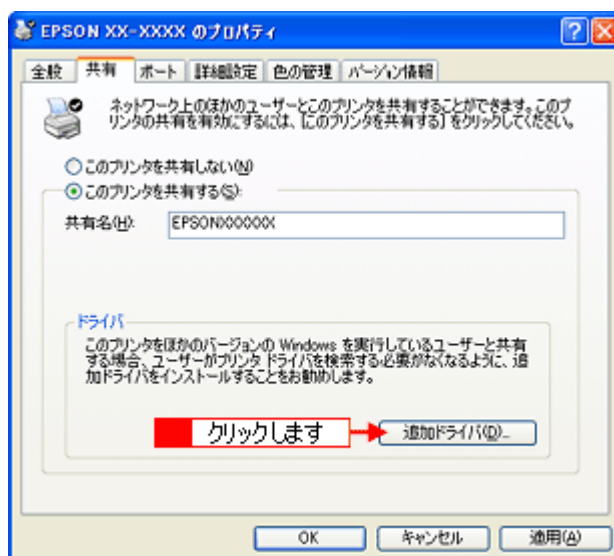 EPSON XX-XXXX のプロパティ
全般 共有 ポート 詳細設定 色の管理 バージョン情報
ネットワーク上のほかのユーザーとこのプリンタを共有することができます。このプ
リンタの共有を有効にするには、[このプリンタを共有する] をクリックしてください。
このプリンタを共有しない(N)
このプリンタを共有する(S):
共有名(H): EPSONXXXXXX
ドライバ
このプリンタをほかのバージョンの Windows を実行しているユーザーと共有
する場合、ユーザーがプリンタ ドライバを検索する必要がなくなるように、追
加ドライバをインストールすることをお勧めします。
クリックします 追加ドライバ(D)...
OK キャンセル 適用(A)